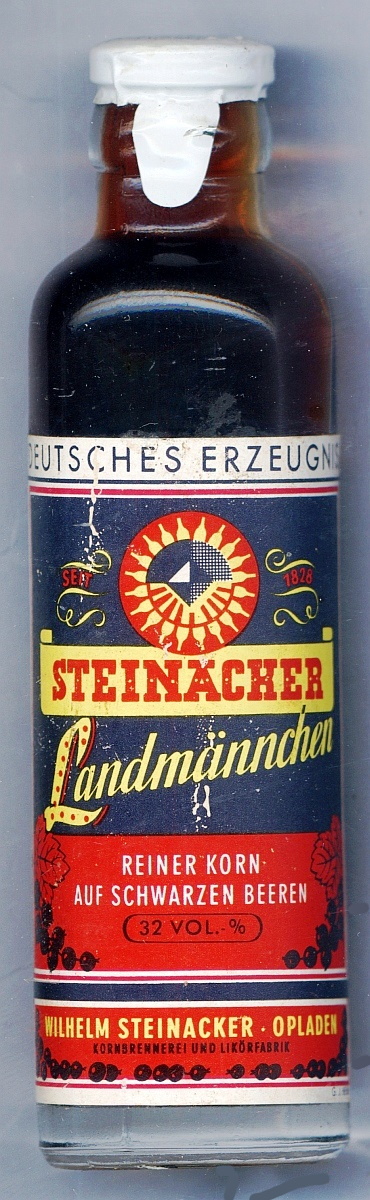 DEUTSCHES ERZEUGNIS
SEIT 1828
STEINACKER
Landmännchen
REINER KORN
AUF SCHWARZEN BEEREN
32 VOL.-%
WILHELM STEINACKER · OPLADEN
KORNBRENNEREI UND LIKÖRFABRIK